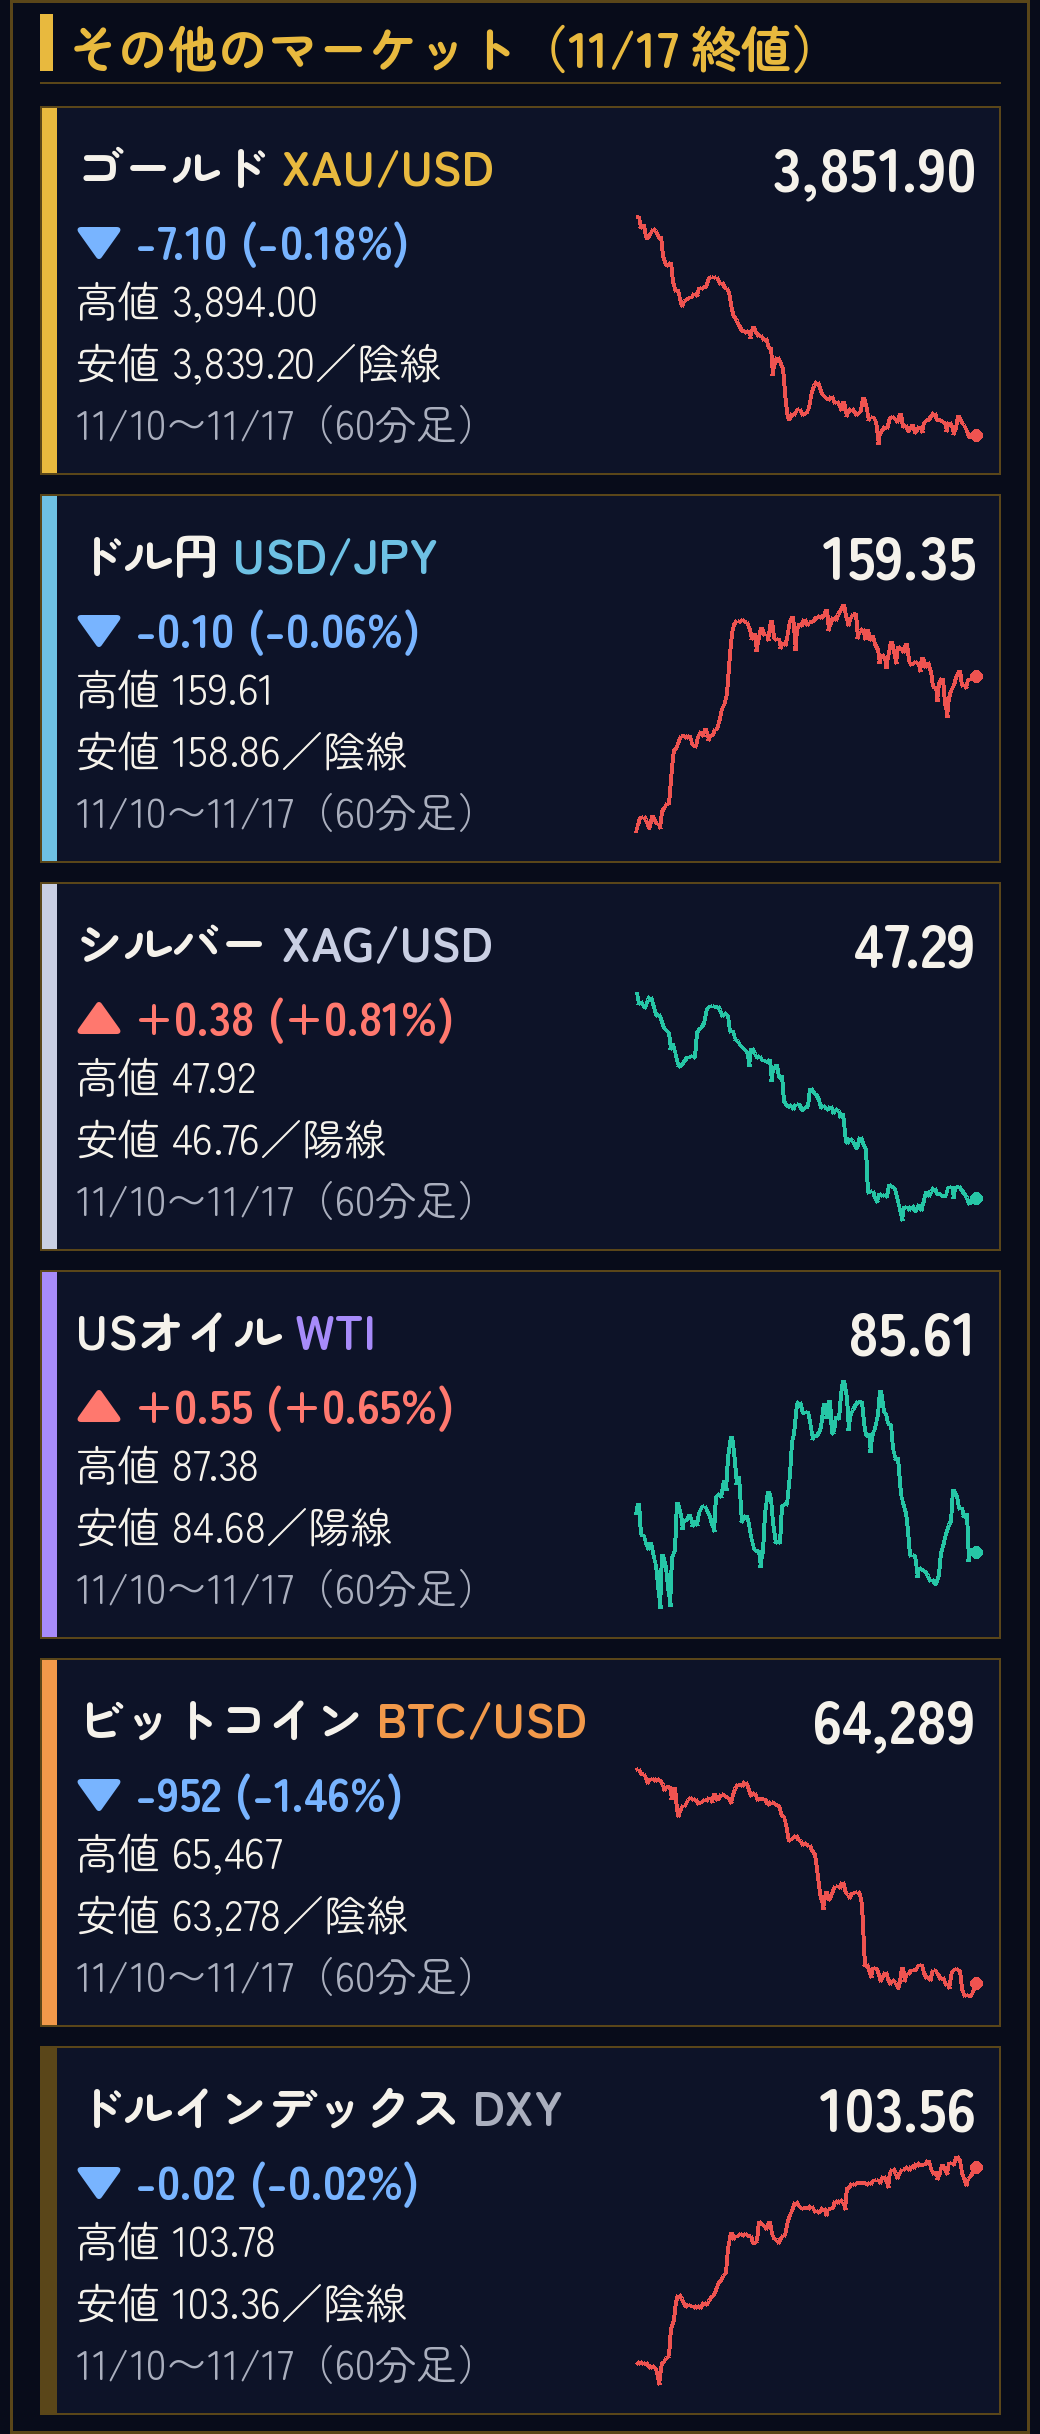 その他のマーケット（11/17 終値）
ゴールド XAU/USD 3,851.90
▼ -7.10 (-0.18%)
高値 3,894.00
安値 3,839.20／陰線
11/10～11/17（60分足）
ドル円 USD/JPY 159.35
▼ -0.10 (-0.06%)
高値 159.61
安値 158.86／陰線
11/10～11/17（60分足）
シルバー XAG/USD 47.29
▲ +0.38 (+0.81%)
高値 47.92
安値 46.76／陽線
11/10～11/17（60分足）
USオイル WTI 85.61
▲ +0.55 (+0.65%)
高値 87.38
安値 84.68／陽線
11/10～11/17（60分足）
ビットコイン BTC/USD 64,289
▼ -952 (-1.46%)
高値 65,467
安値 63,278／陰線
11/10～11/17（60分足）
ドルインデックス DXY 103.56
▼ -0.02 (-0.02%)
高値 103.78
安値 103.36／陰線
11/10～11/17（60分足）